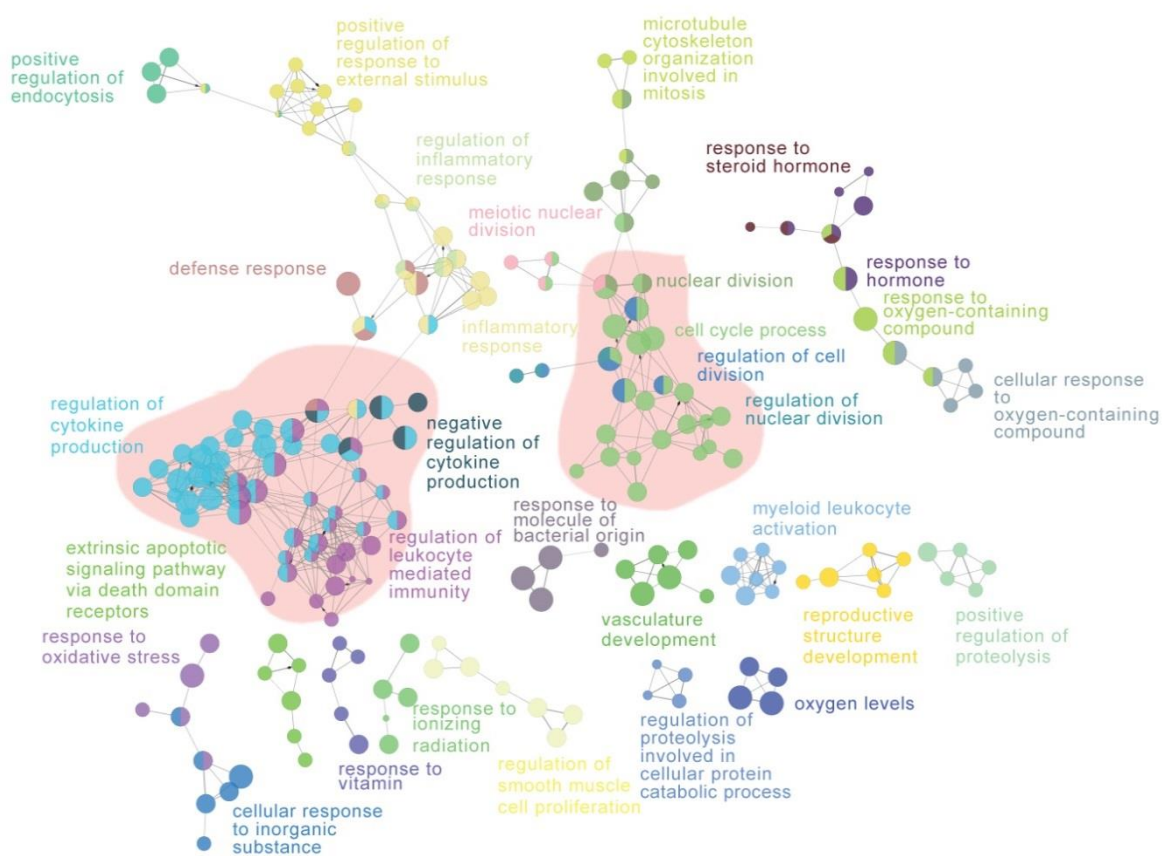 positive
regulation of
endocytosis
positive
regulation of
response to
external stimulus
microtubule
cytoskeleton
organization
involved in
mitosis
regulation of
inflammatory
response
response to
steroid hormone
meiotic nuclear
division
defense response
nuclear division
response to
hormone
response to
oxygen-containing
compound
inflammatory
response
cell cycle process
regulation of cell
division
regulation of
nuclear division
cellular response
to
oxygen-containing
compound
regulation of
cytokine
production
negative
regulation of
cytokine
production
response to
molecule of
bacterial origin
myeloid leukocyte
activation
extrinsic apoptotic
signaling pathway
via death domain
receptors
regulation of
leukocyte
mediated
immunity
vasculature
development
reproductive
structure
development
positive
regulation of
proteolysis
response to
oxidative stress
response to
ionizing
radiation
response to
vitamin
regulation of
smooth muscle
cell proliferation
regulation of
proteolysis
involved in
cellular protein
catabolic process
oxygen levels
cellular response
to inorganic
substance